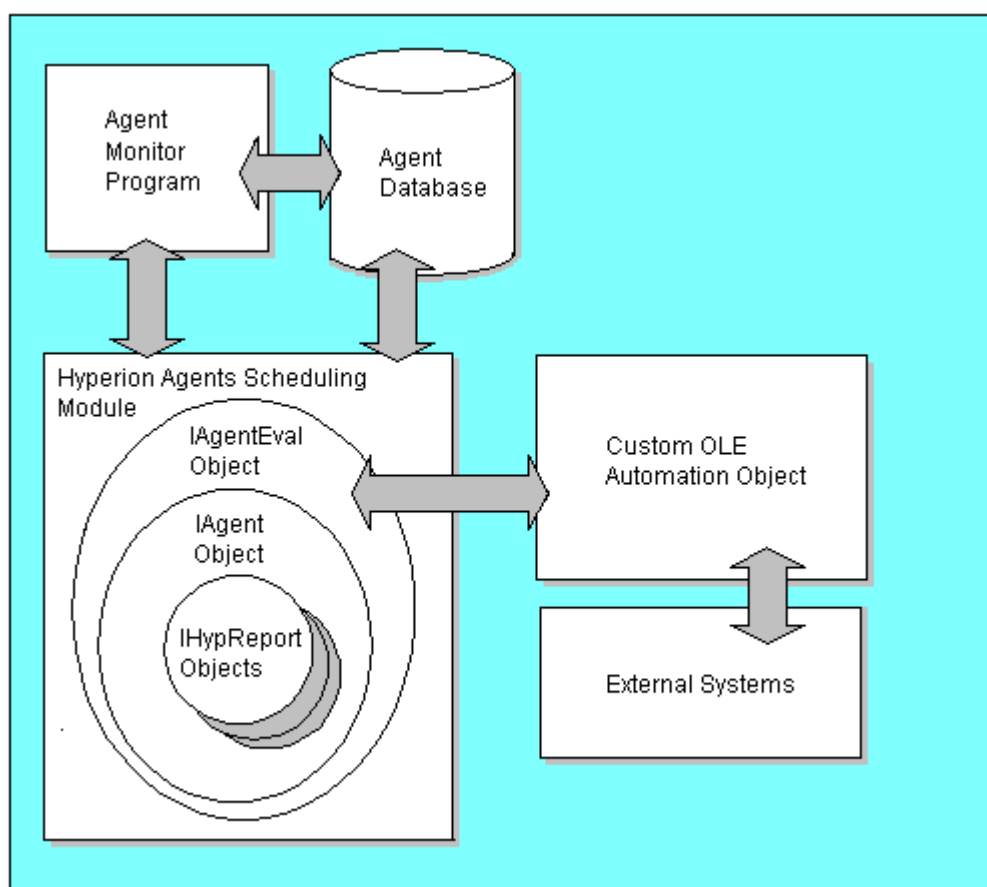 Agent
Monitor
Program
Agent
Database
Hyperion Agents Scheduling
Module
IAgentEval
Object
IAgent
Object
IHypReport
Objects
Custom OLE
Automation Object
External Systems